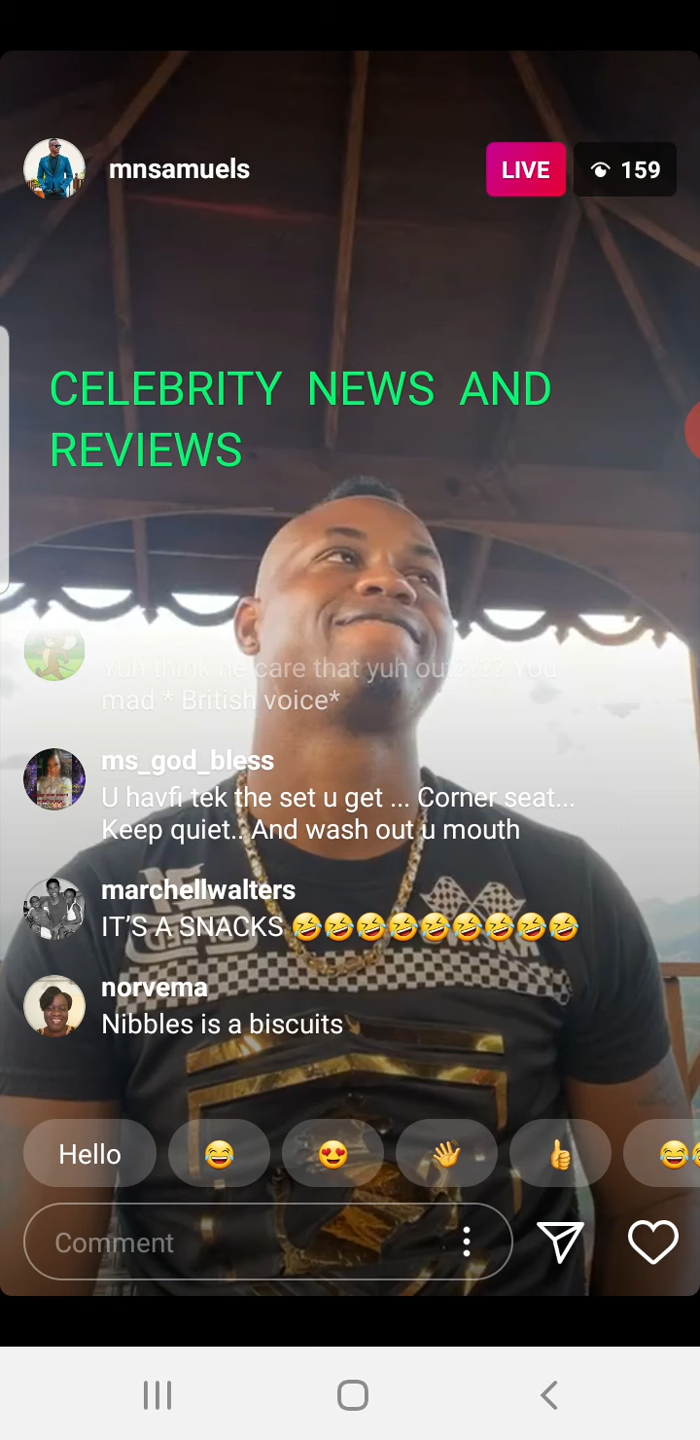 mnsamuels
LIVE
159
CELEBRITY NEWS AND
REVIEWS
Yuh think he care that yuh out???? You
mad * British voice*
ms_god_bless
U havfi tek the set u get ... Corner seat...
Keep quiet.. And wash out u mouth
marchellwalters
IT’S A SNACKS 🤣🤣🤣🤣🤣🤣🤣🤣🤣
norvema
Nibbles is a biscuits
Hello 😂 😍 👋 👍 😂
Comment